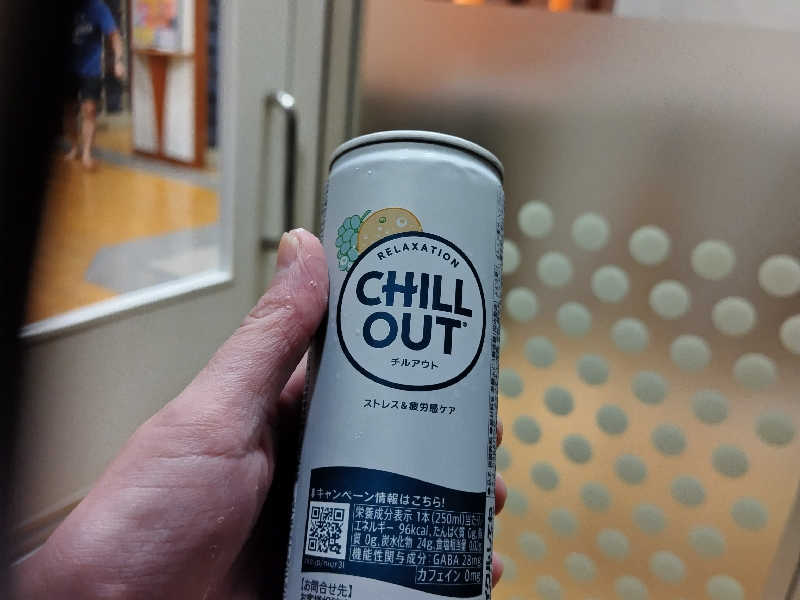 RELAXATION
CHILL
OUT
チルアウト
ストレス&疲労感ケア
キャンペーン情報はこちら!
栄養成分表示 1本(250ml)当たり
エネルギー 96kcal、たんぱく質 0g、脂
質 0g、炭水化物 24g、食塩相当量
機能性関与成分:GABA 28mg
カフェイン 0mg
【お問合せ先】